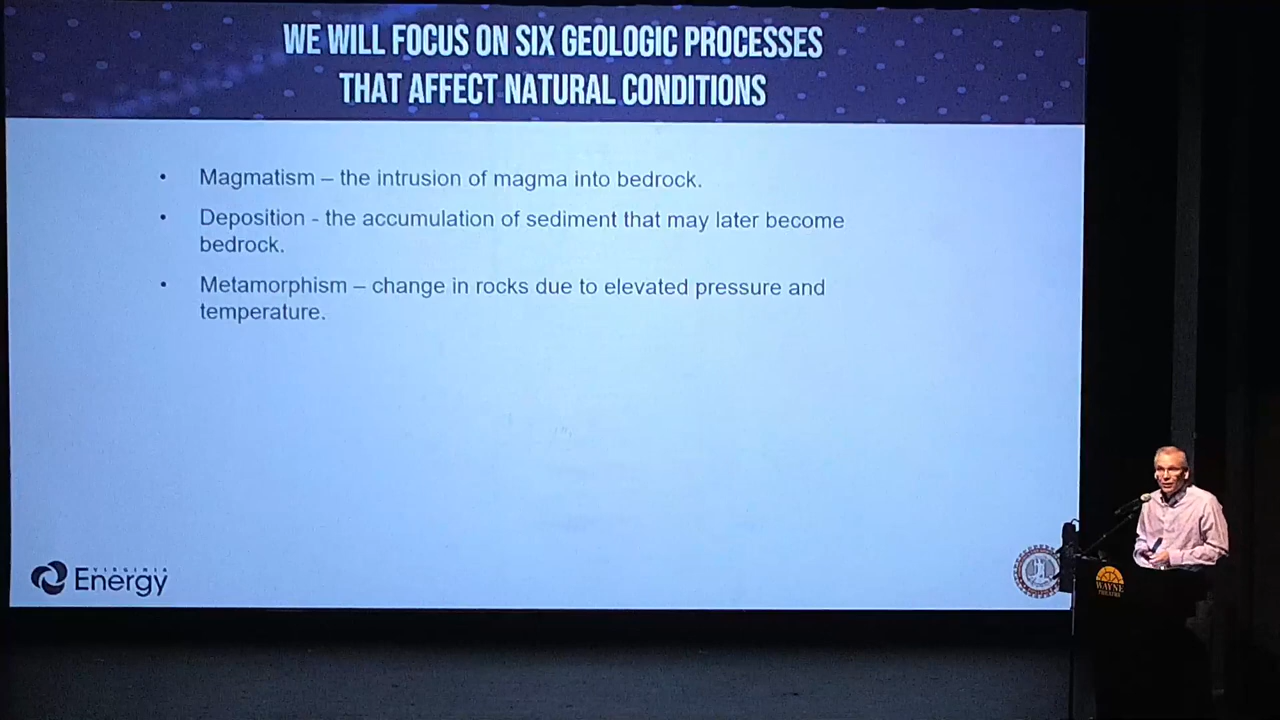 WE WILL FOCUS ON SIX GEOLOGIC PROCESSES
THAT AFFECT NATURAL CONDITIONS
• Magmatism – the intrusion of magma into bedrock.
• Deposition - the accumulation of sediment that may later become
bedrock.
• Metamorphism – change in rocks due to elevated pressure and
temperature.
VIRGINIA
Energy
WAYNE
THEATRE